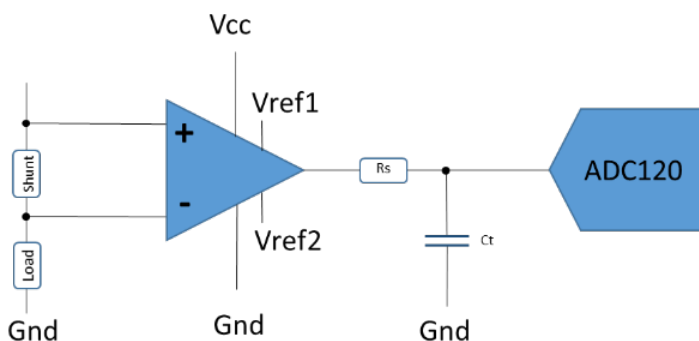 Vcc
Vref1
+
Shunt
Rs
ADC120
-
Load
Vref2
Ct
Gnd
Gnd
Gnd